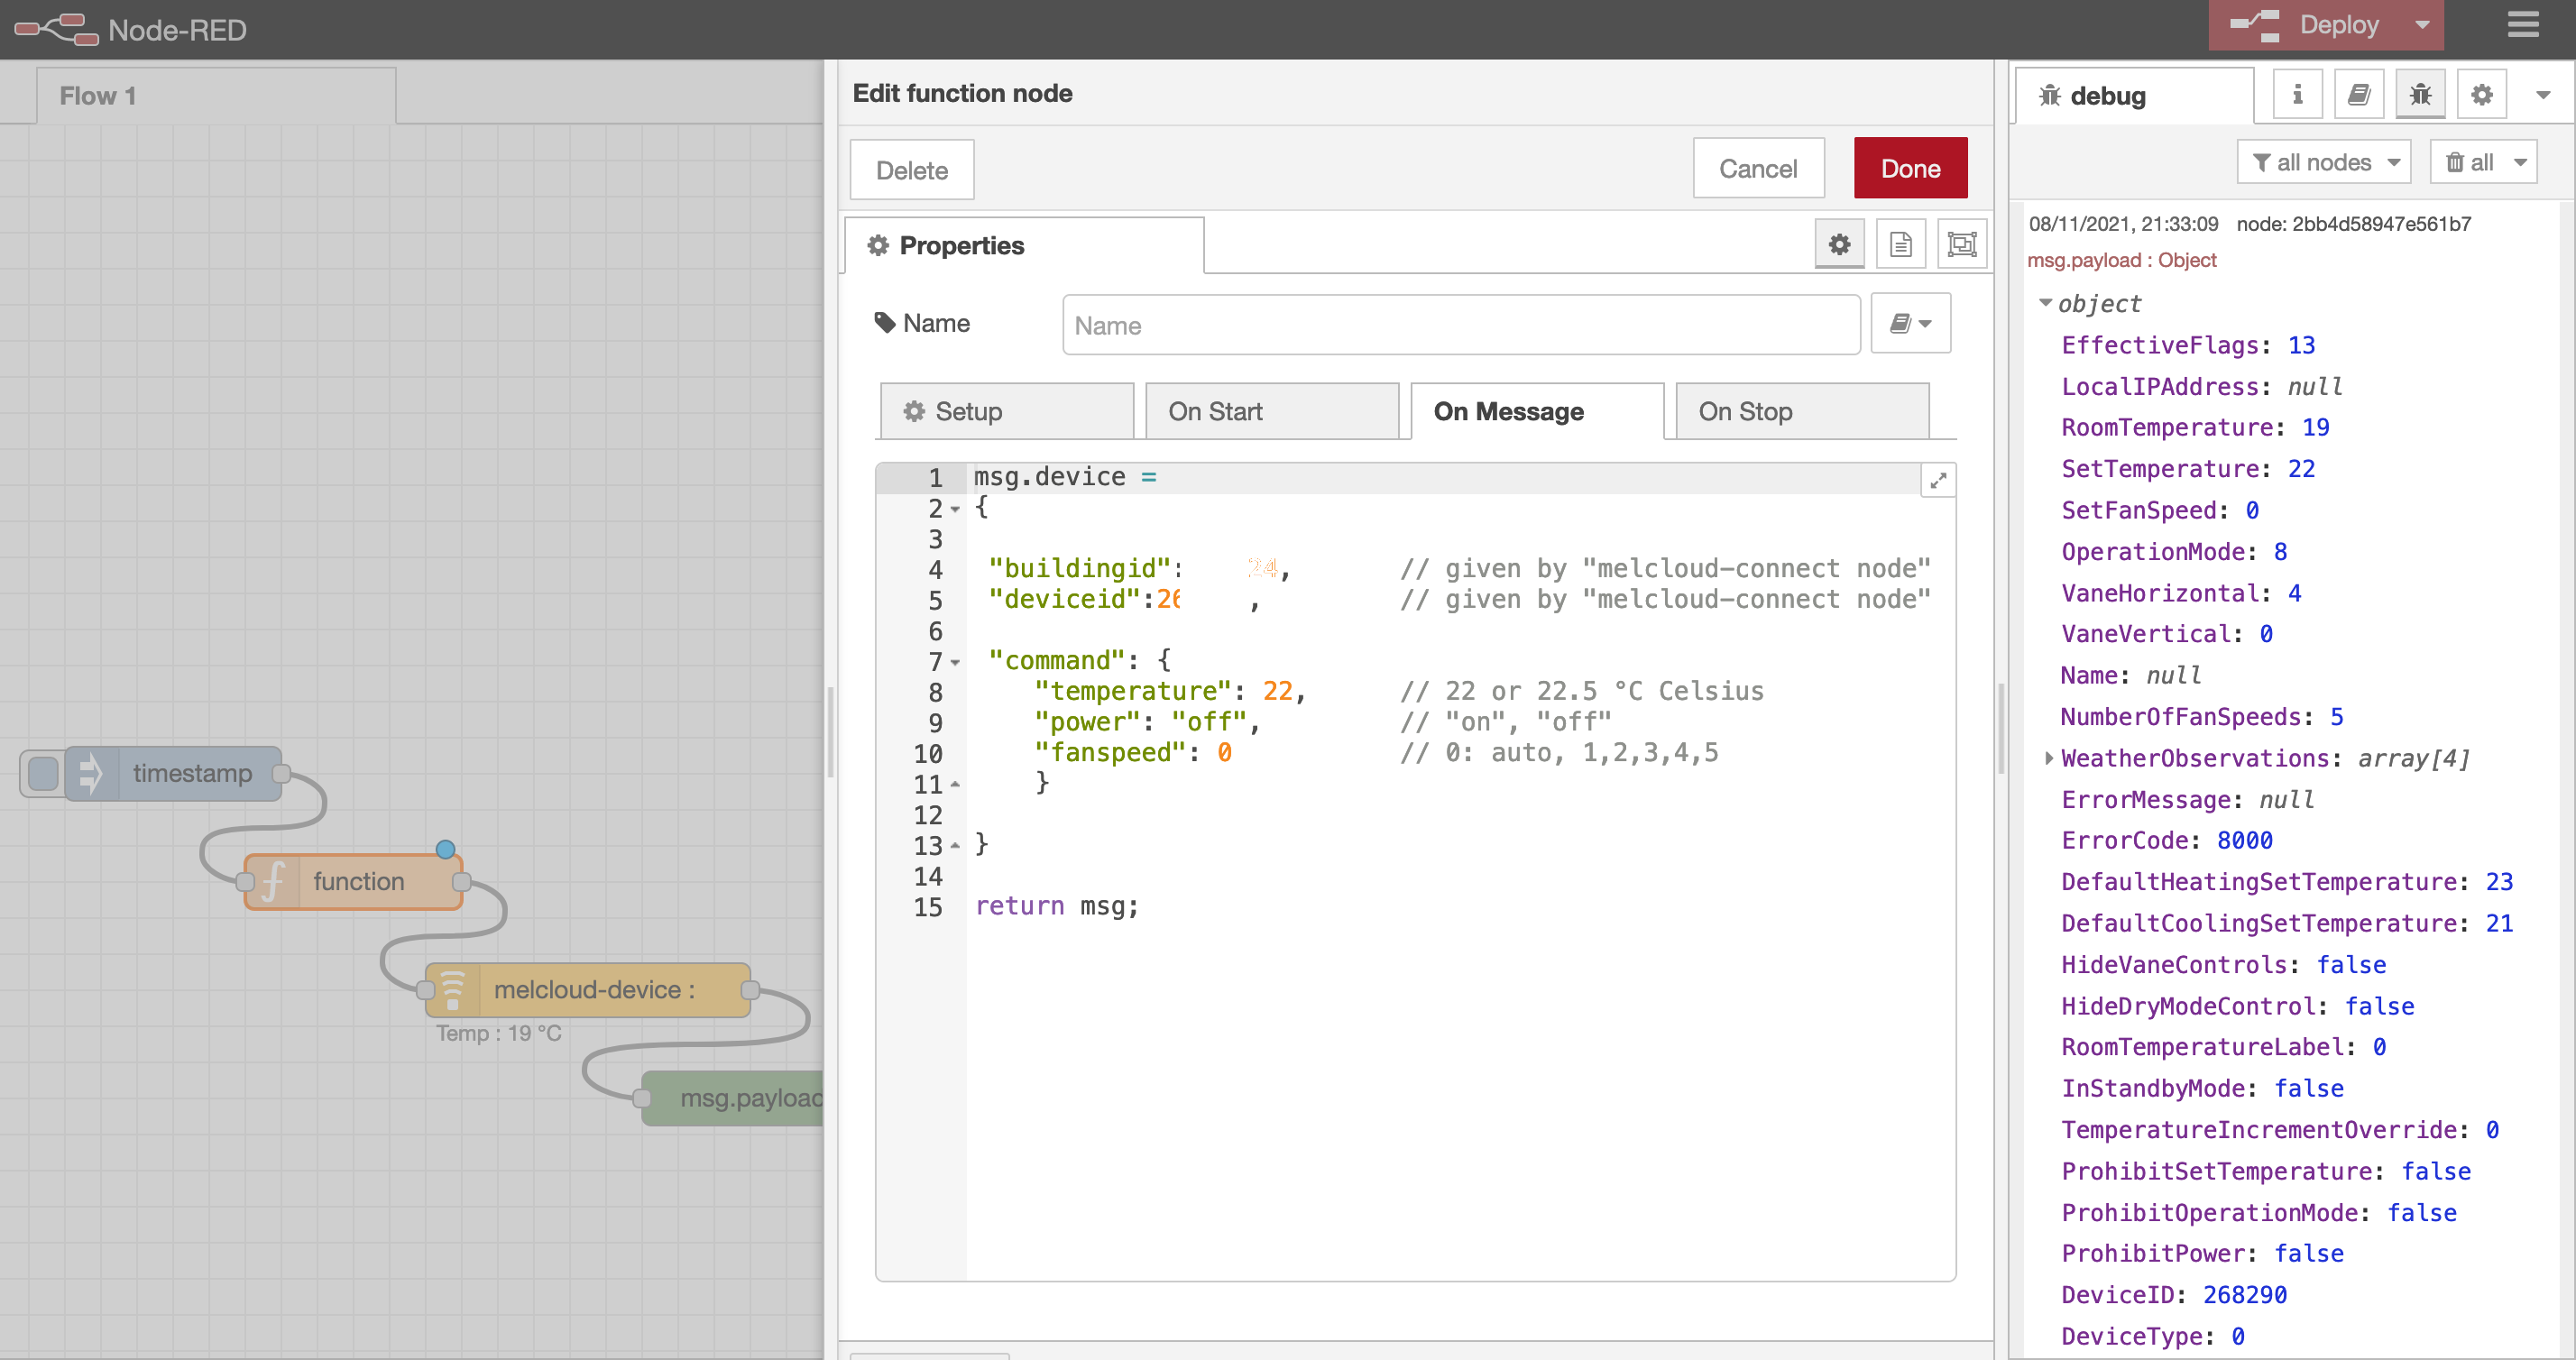 Node-RED
Deploy
Flow 1
timestamp
function
melcloud-device :
Temp : 19 °C
msg.payload
Edit function node
Delete
Cancel
Done
Properties
Name
Name
Setup
On Start
On Message
On Stop
1 msg.device =
2 {
3
4 "buildingid": 24, // given by "melcloud-connect node"
5 "deviceid":26 , // given by "melcloud-connect node"
6
7 "command": {
8 "temperature": 22, // 22 or 22.5 °C Celsius
9 "power": "off", // "on", "off"
10 "fanspeed": 0 // 0: auto, 1,2,3,4,5
11 }
12
13 }
14
15 return msg;
debug
all nodes
all
08/11/2021, 21:33:09 node: 2bb4d58947e561b7
msg.payload : Object
object
EffectiveFlags: 13
LocalIPAddress: null
RoomTemperature: 19
SetTemperature: 22
SetFanSpeed: 0
OperationMode: 8
VaneHorizontal: 4
VaneVertical: 0
Name: null
NumberOfFanSpeeds: 5
WeatherObservations: array[4]
ErrorMessage: null
ErrorCode: 8000
DefaultHeatingSetTemperature: 23
DefaultCoolingSetTemperature: 21
HideVaneControls: false
HideDryModeControl: false
RoomTemperatureLabel: 0
InStandbyMode: false
TemperatureIncrementOverride: 0
ProhibitSetTemperature: false
ProhibitOperationMode: false
ProhibitPower: false
DeviceID: 268290
DeviceType: 0